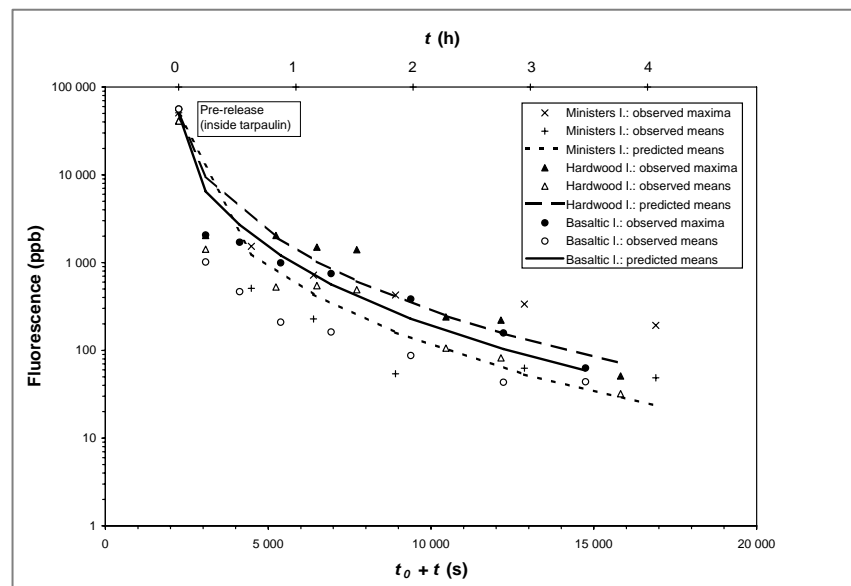 t (h)
0 1 2 3 4
100 000
10 000
1 000
100
10
1
Fluorescence (ppb)
Pre-release
(inside tarpaulin)
Ministers I.: observed maxima
Ministers I.: observed means
Ministers I.: predicted means
Hardwood I.: observed maxima
Hardwood I.: observed means
Hardwood I.: predicted means
Basaltic I.: observed maxima
Basaltic I.: observed means
Basaltic I.: predicted means
0 5 000 10 000 15 000 20 000
t0 + t (s)